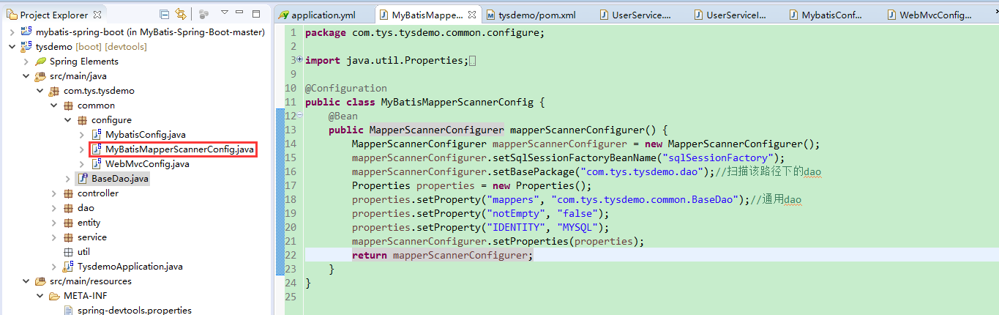 Project Explorer
mybatis-spring-boot (in MyBatis-Spring-Boot-master)
tysdemo [boot] [devtools]
Spring Elements
src/main/java
com.tys.tysdemo
common
configure
MybatisConfig.java
MyBatisMapperScannerConfig.java
WebMvcConfig.java
BaseDao.java
controller
dao
entity
service
util
TysdemoApplication.java
src/main/resources
META-INF
spring-devtools.properties
application.yml MyBatisMappe... tysdemo/pom.xml UserService.... UserServiceI... MybatisConf... WebMvcConfig...
1 package com.tys.tysdemo.common.configure;
2
3 import java.util.Properties;
9
10 @Configuration
11 public class MyBatisMapperScannerConfig {
12 @Bean
13 public MapperScannerConfigurer mapperScannerConfigurer() {
14 MapperScannerConfigurer mapperScannerConfigurer = new MapperScannerConfigurer();
15 mapperScannerConfigurer.setSqlSessionFactoryBeanName("sqlSessionFactory");
16 mapperScannerConfigurer.setBasePackage("com.tys.tysdemo.dao");//扫描该路径下的dao
17 Properties properties = new Properties();
18 properties.setProperty("mappers", "com.tys.tysdemo.common.BaseDao");//通用dao
19 properties.setProperty("notEmpty", "false");
20 properties.setProperty("IDENTITY", "MYSQL");
21 mapperScannerConfigurer.setProperties(properties);
22 return mapperScannerConfigurer;
23 }
24 }
25